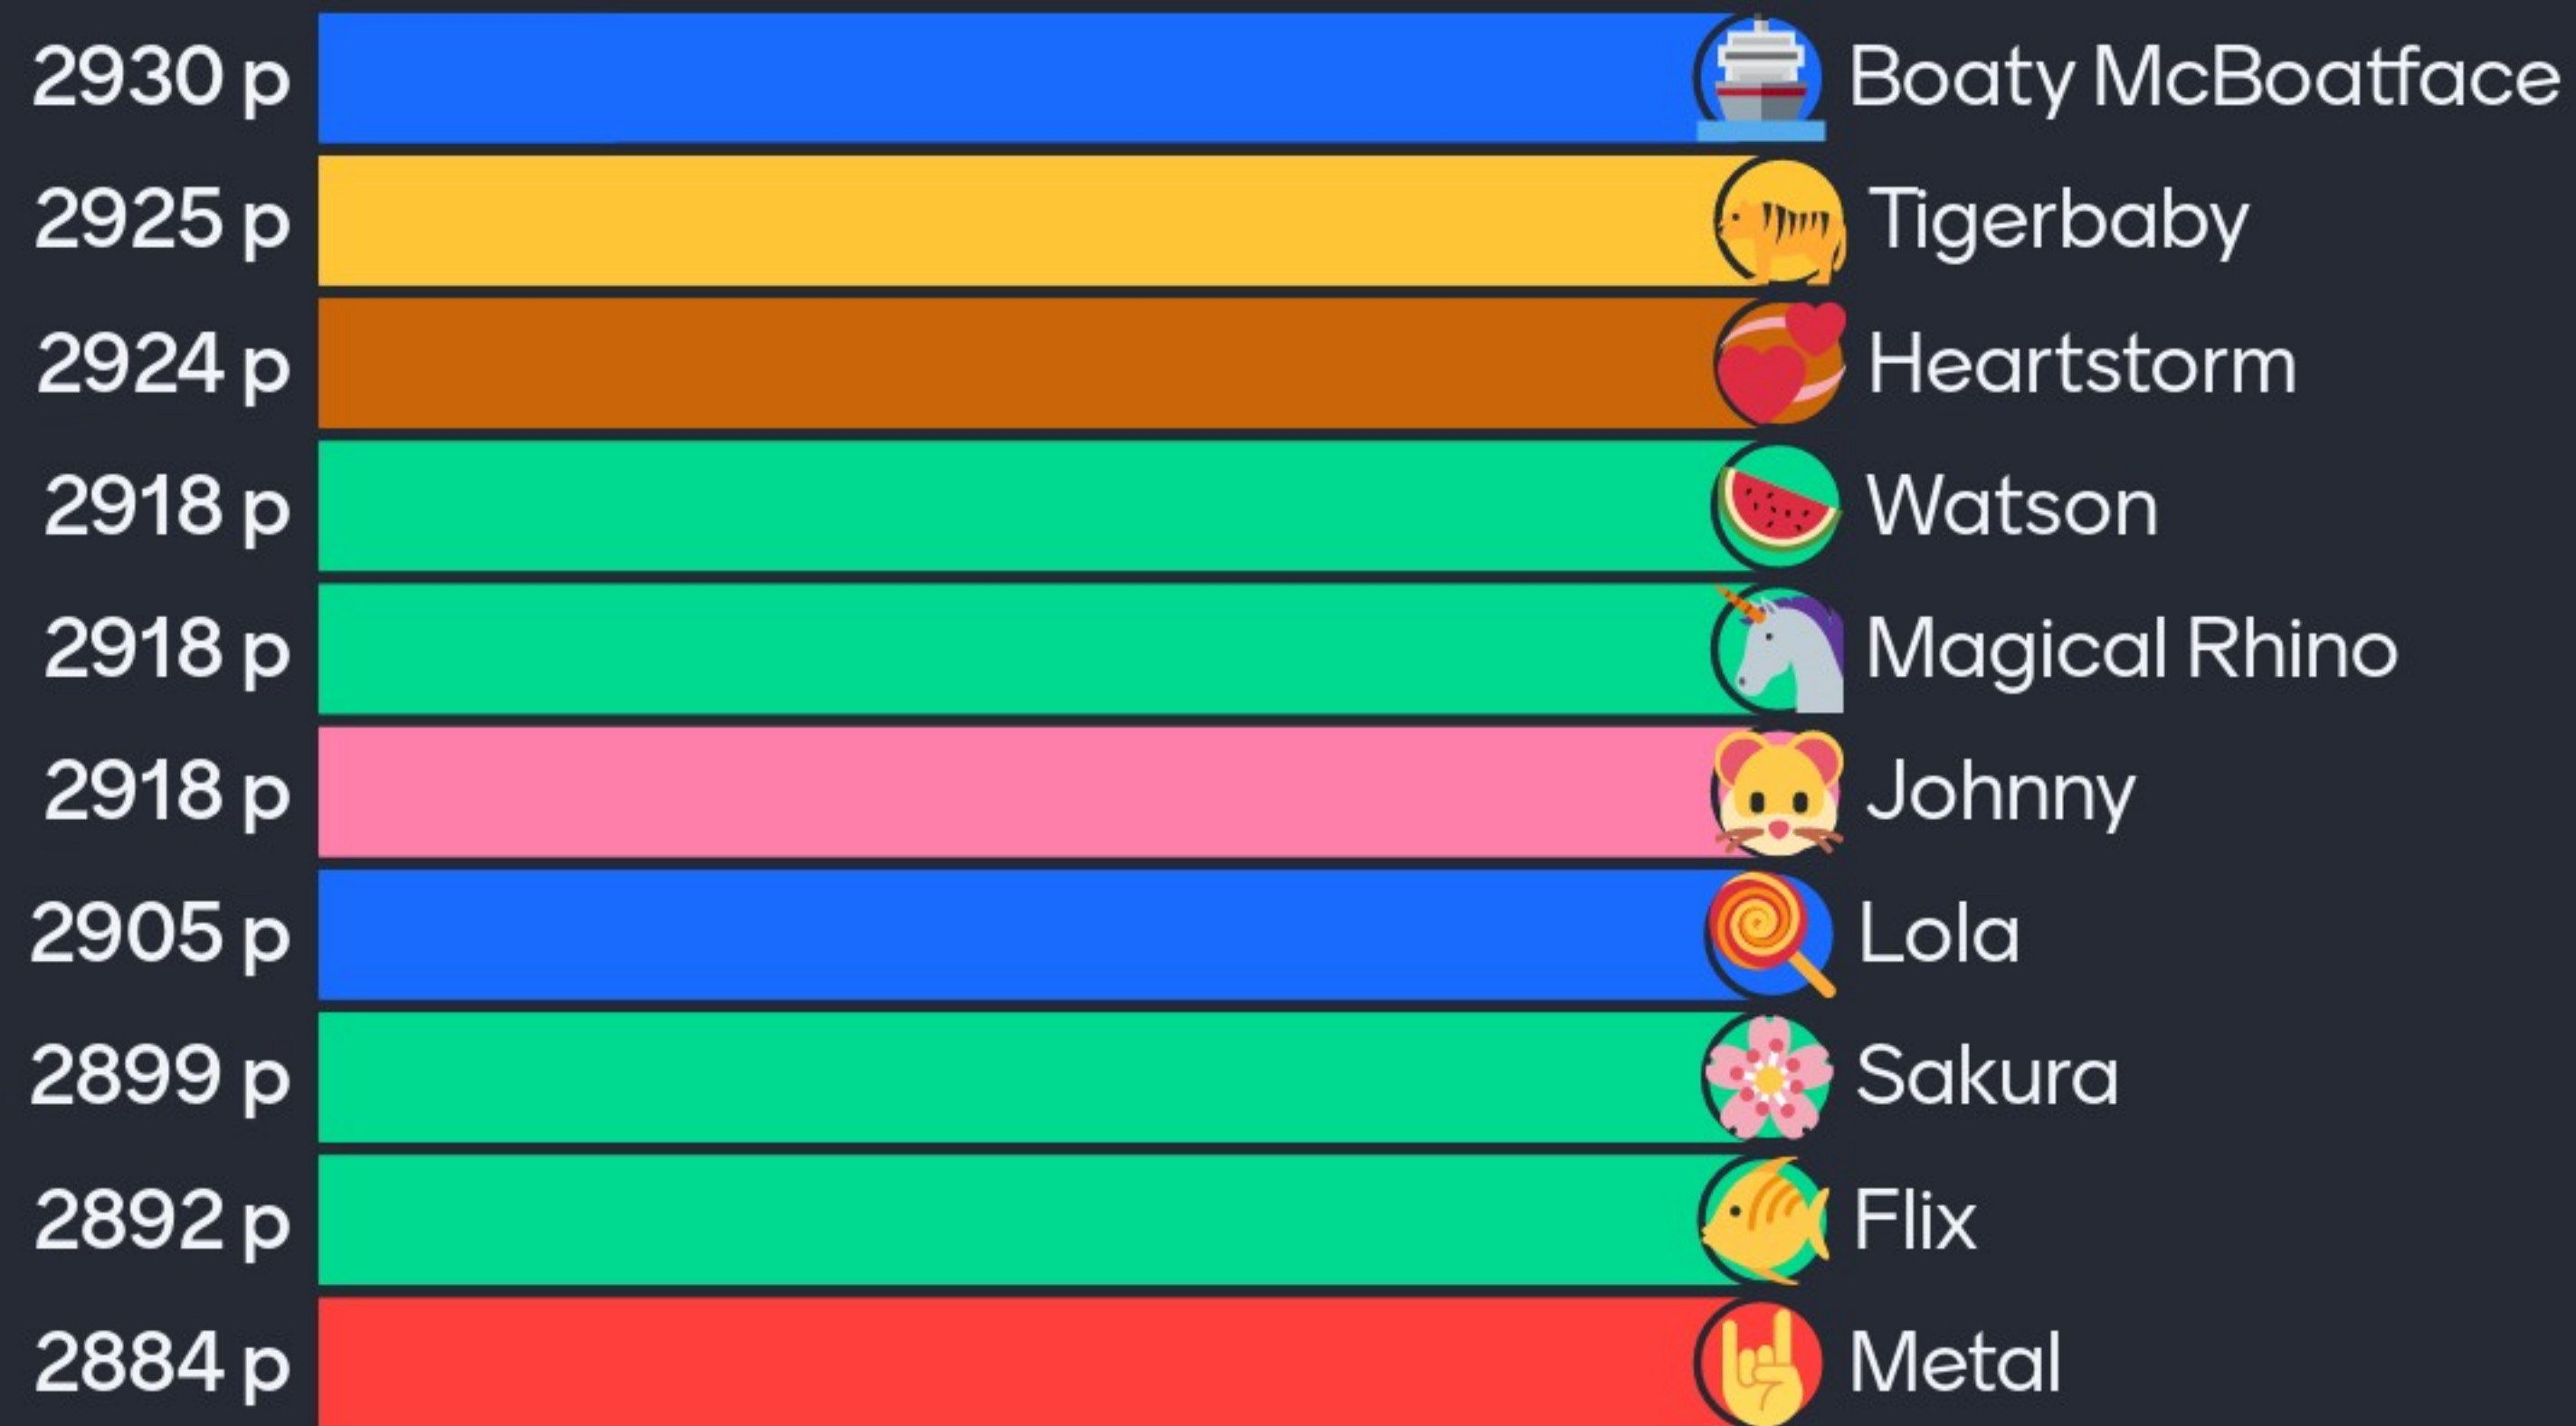 2930 p Boaty McBoatface
2925 p Tigerbaby
2924 p Heartstorm
2918 p Watson
2918 p Magical Rhino
2918 p Johnny
2905 p Lola
2899 p Sakura
2892 p Flix
2884 p Metal